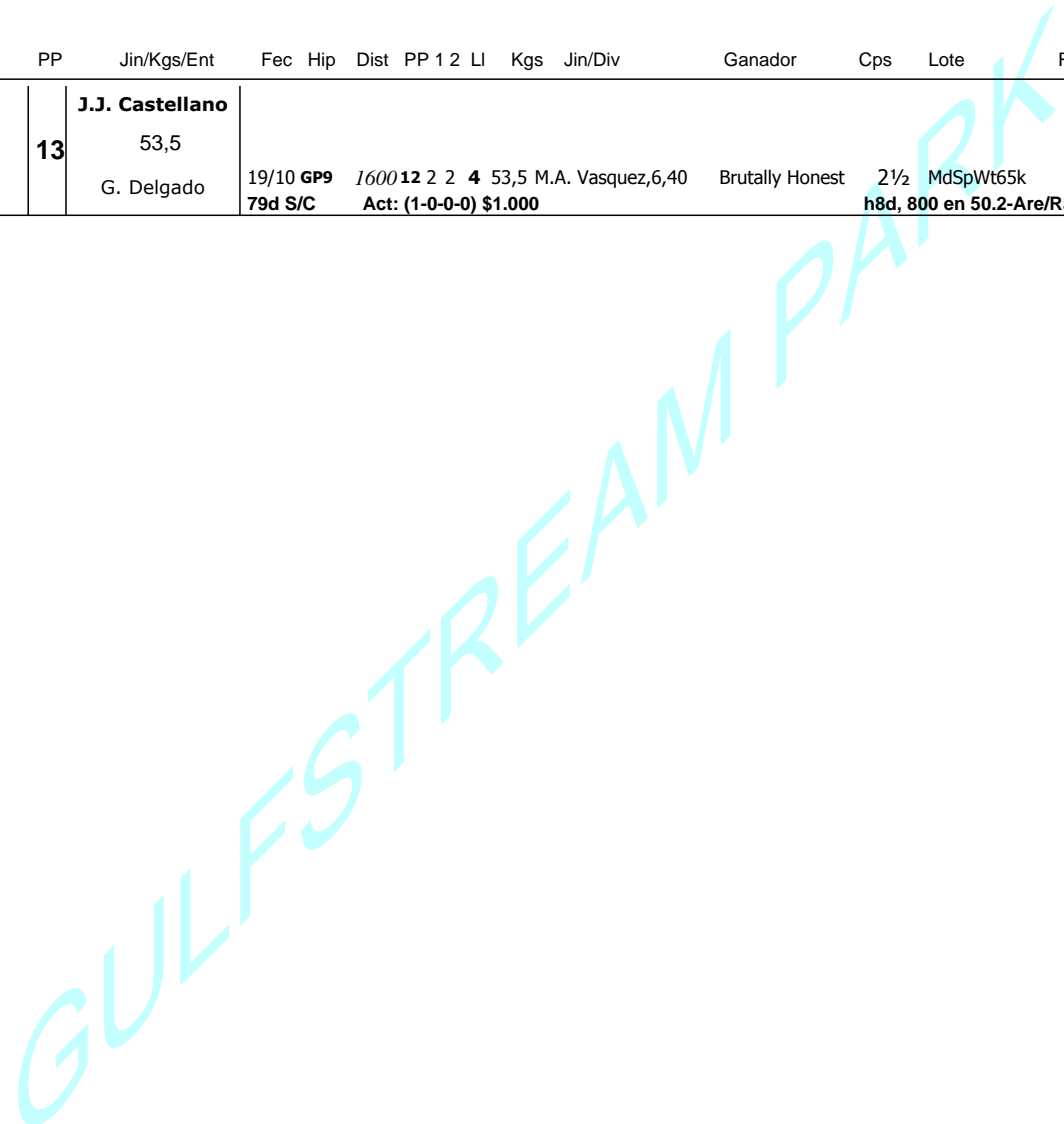 PP Jin/Kgs/Ent Fec Hip Dist PP 1 2 Ll Kgs Jin/Div Ganador Cps Lote
J.J. Castellano
13 53,5
G. Delgado 19/10 GP9 1600 12 2 2 4 53,5 M.A. Vasquez,6,40 Brutally Honest 2½ MdSpWt65k
79d S/C Act: (1-0-0-0) $1.000 h8d, 800 en 50.2-Are/R
GULFSTREAM PARK